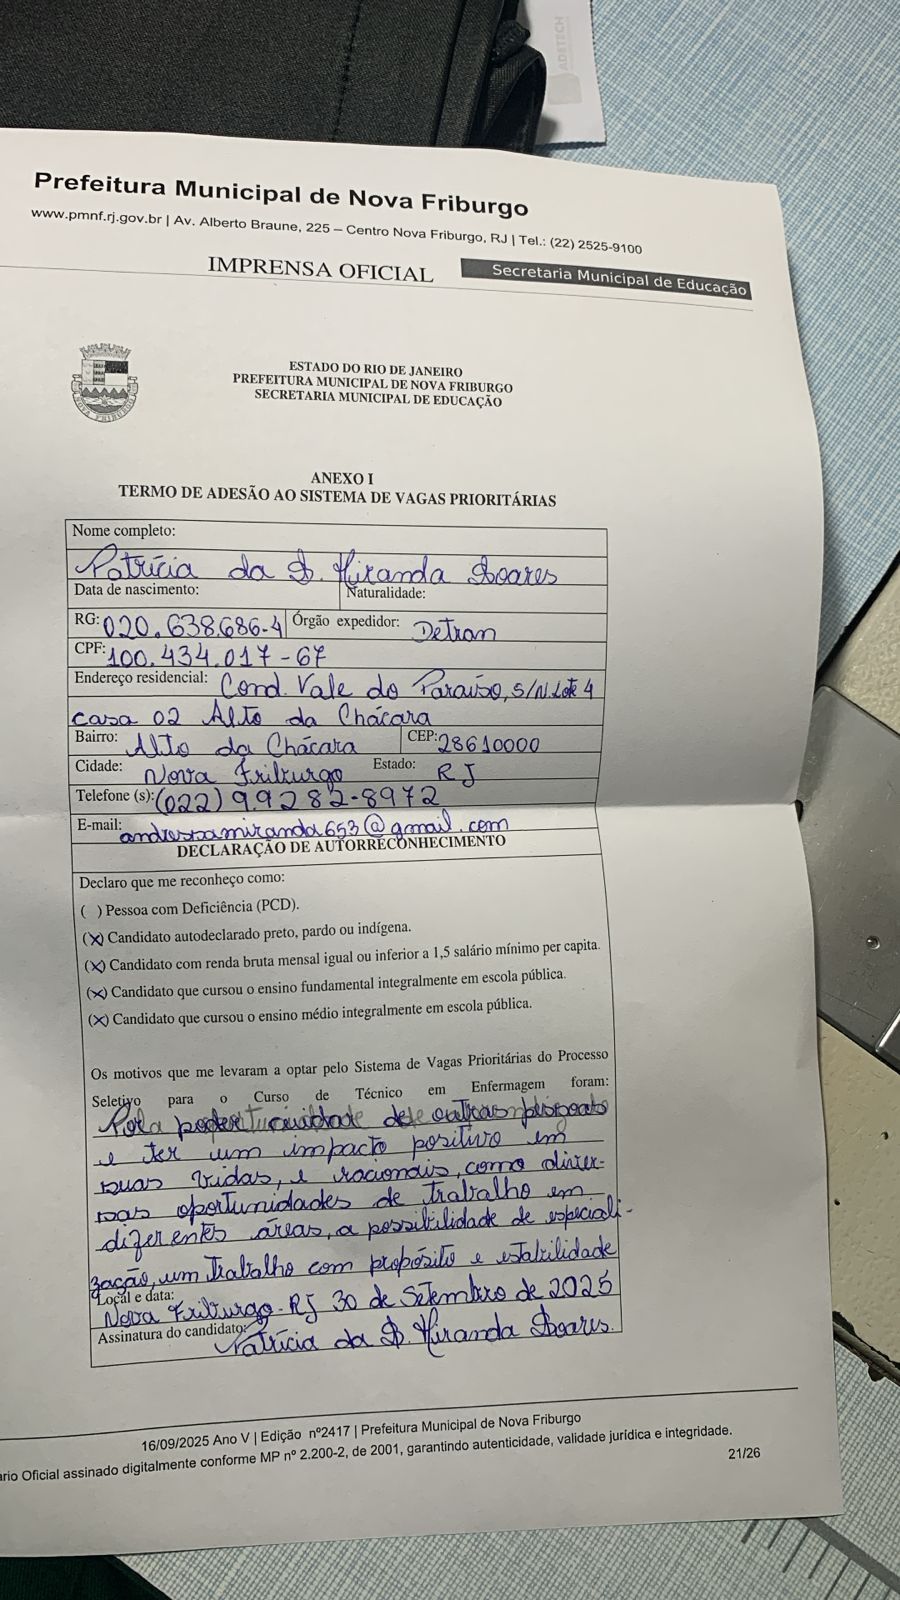 ADETECH
Prefeitura Municipal de Nova Friburgo
www.pmnf.rj.gov.br | Av. Alberto Braune, 225 – Centro Nova Friburgo, RJ | Tel.: (22) 2525-9100
IMPRENSA OFICIAL
Secretaria Municipal de Educação
NOVA FRIBURGO
ESTADO DO RIO DE JANEIRO
PREFEITURA MUNICIPAL DE NOVA FRIBURGO
SECRETARIA MUNICIPAL DE EDUCAÇÃO
ANEXO I
TERMO DE ADESÃO AO SISTEMA DE VAGAS PRIORITÁRIAS
Nome completo:
Patrícia da S. Miranda Soares
Data de nascimento: Naturalidade:
RG: 020.638.686-4 Órgão expedidor: Detran
CPF: 100.434.017-67
Endereço residencial: Cond. Vale do Paraíso, S/N Lote 4
casa 02 Alto da Chácara
Bairro: Alto da Chácara CEP: 28610000
Cidade: Nova Friburgo Estado: RJ
Telefone (s): (022) 9.9282-8972
E-mail: andressamiranda653@gmail.com
DECLARAÇÃO DE AUTORRECONHECIMENTO
Declaro que me reconheço como:
( ) Pessoa com Deficiência (PCD).
(X) Candidato autodeclarado preto, pardo ou indígena.
(X) Candidato com renda bruta mensal igual ou inferior a 1,5 salário mínimo per capita.
(X) Candidato que cursou o ensino fundamental integralmente em escola pública.
(X) Candidato que cursou o ensino médio integralmente em escola pública.
Os motivos que me levaram a optar pelo Sistema de Vagas Prioritárias do Processo
Seletivo para o Curso de Técnico em Enfermagem foram:
e ter um impacto positivo em
suas vidas, e racionais, como diver-
sas oportunidades de trabalho em
diferentes áreas, a possibilidade de especiali-
zação, um trabalho com propósito e estabilidade
Local e data:
Nova Friburgo-RJ 30 de Setembro de 2025
Assinatura do candidato: Patrícia da S. Miranda Soares.
16/09/2025 Ano V | Edição nº2417 | Prefeitura Municipal de Nova Friburgo
Oficial assinado digitalmente conforme MP nº 2.200-2, de 2001, garantindo autenticidade, validade jurídica e integridade.
21/26